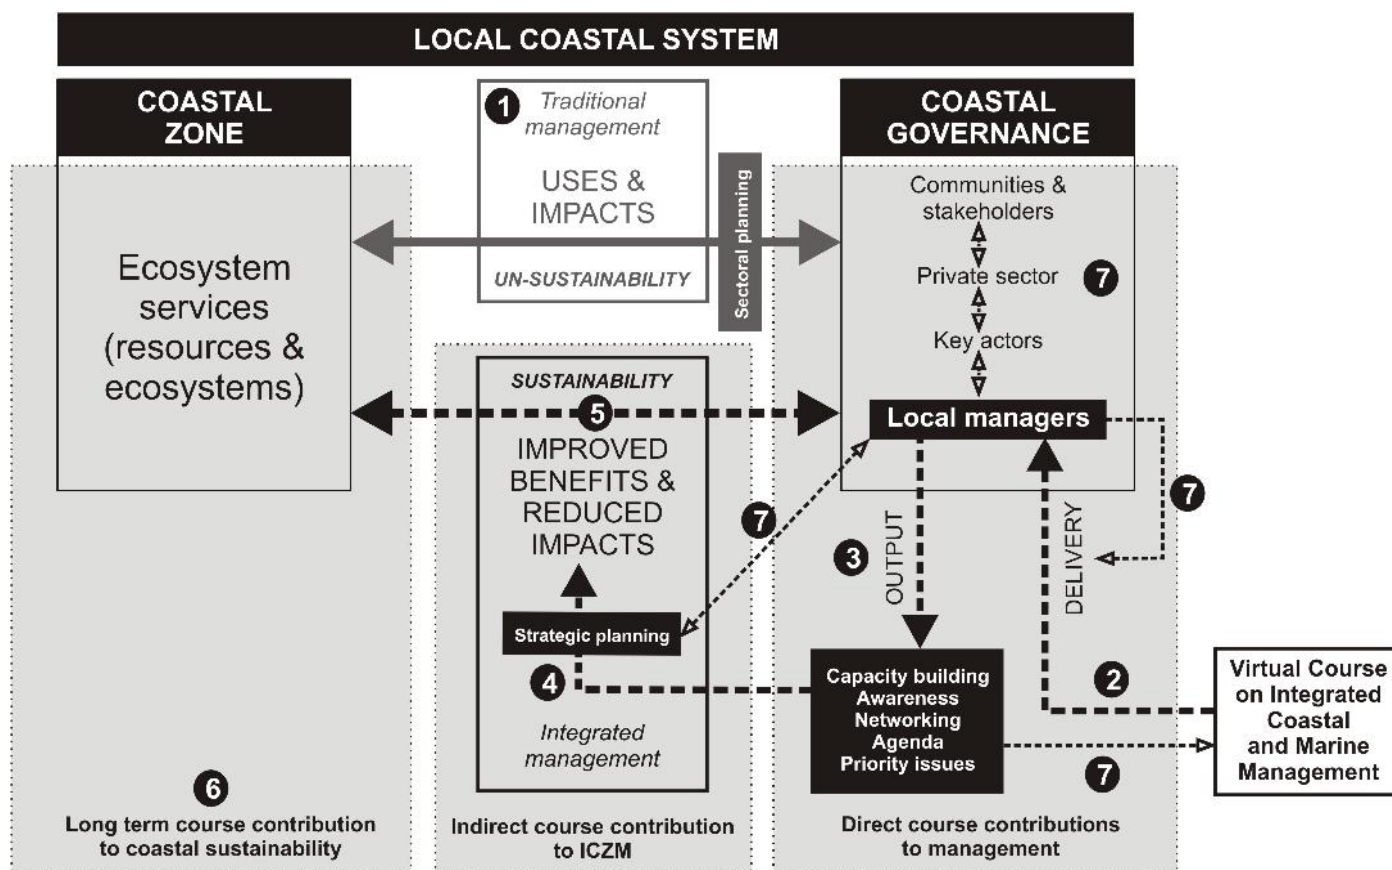 LOCAL COASTAL SYSTEM
COASTAL
ZONE
Ecosystem
services
(resources &
ecosystems)
6
Long term course contribution
to coastal sustainability
1
Traditional
management
USES &
IMPACTS
UN-SUSTAINABILITY
Sectoral planning
SUSTAINABILITY
5
IMPROVED
BENEFITS &
REDUCED
IMPACTS
7
Strategic planning
4
Integrated
management
Indirect course contribution
to ICZM
COASTAL
GOVERNANCE
Communities &
stakeholders
Private sector
7
Key actors
Local managers
7
3
OUTPUT
DELIVERY
Capacity building
Awareness
Networking
Agenda
Priority issues
2
7
Direct course contributions
to management
Virtual Course
on Integrated
Coastal
and Marine
Management